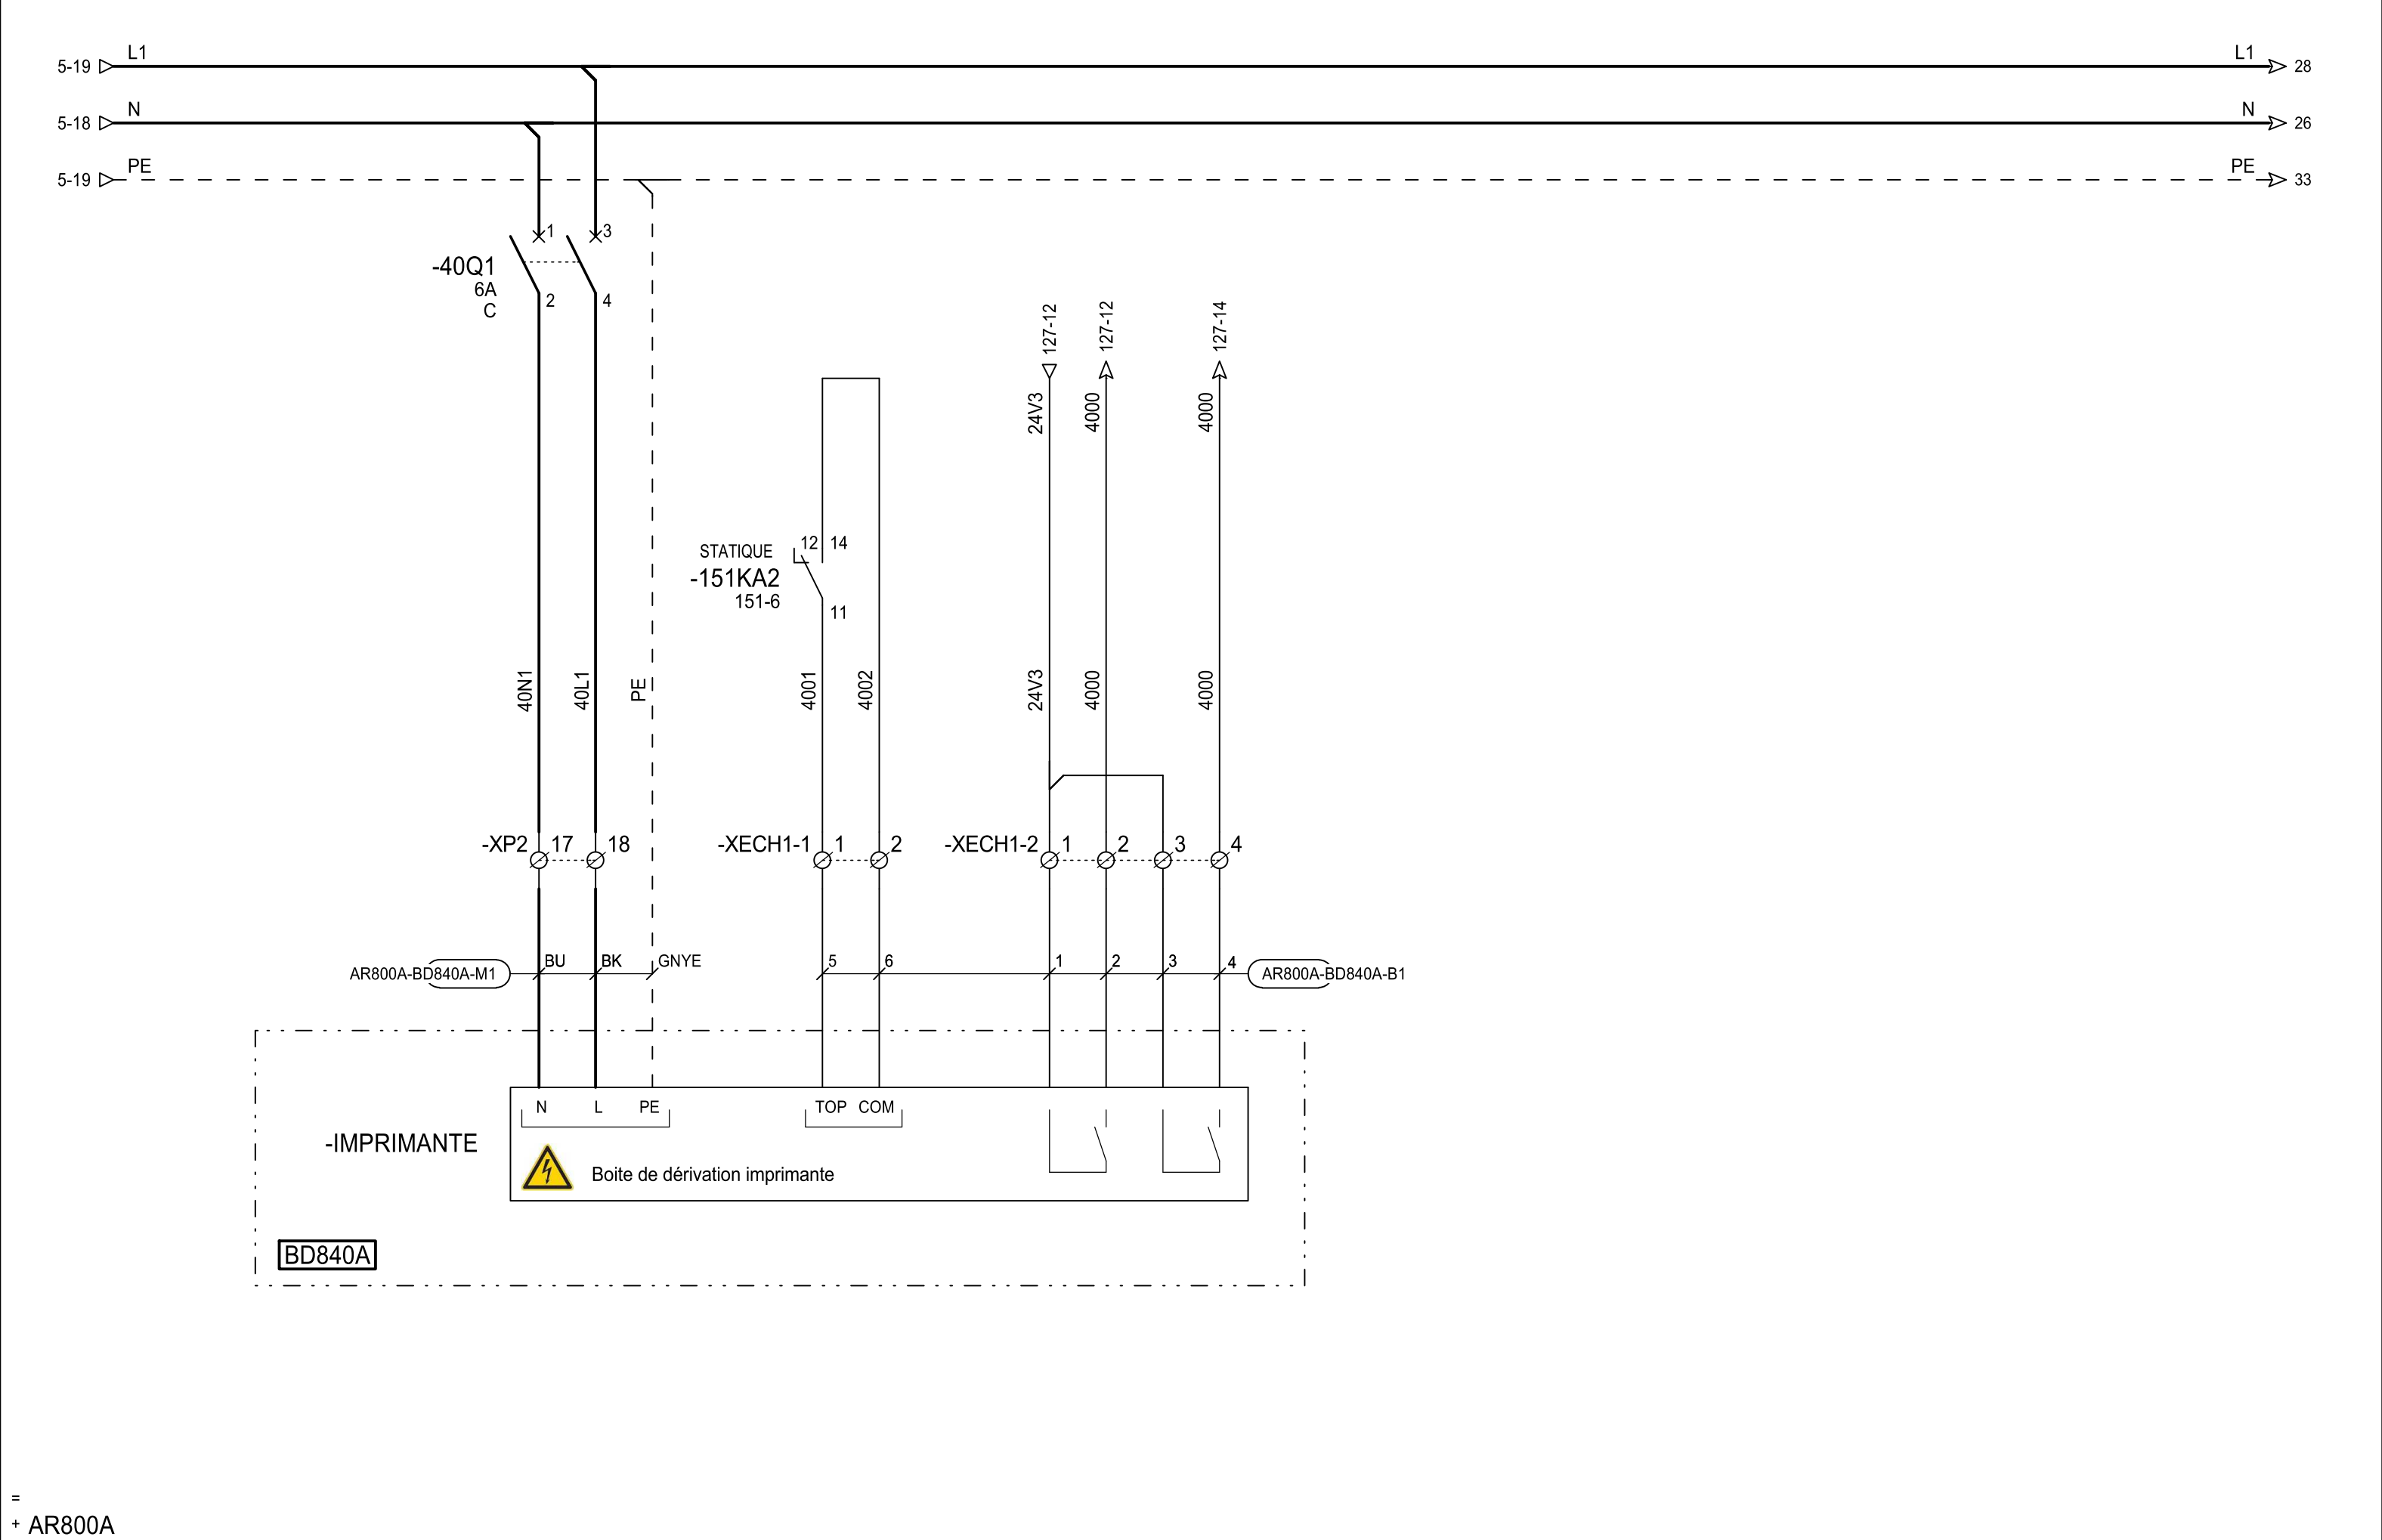 L1
5-19
L1
28
N
5-18
N
26
PE
5-19
PE
33
1
3
-40Q1
6A
C
2
4
127-12
127-12
127-14
24V3
4000
4000
STATIQUE
12
14
-151KA2
151-6
11
40N1
40L1
PE
4001
4002
24V3
4000
4000
-XP2
17
18
-XECH1-1
1
2
-XECH1-2
1
2
3
4
AR800A-BD840A-M1
BU
BK
GNYE
5
6
1
2
3
4
AR800A-BD840A-B1
N
L
PE
TOP
COM
-IMPRIMANTE
Boite de dérivation imprimante
BD840A
=
+ AR800A